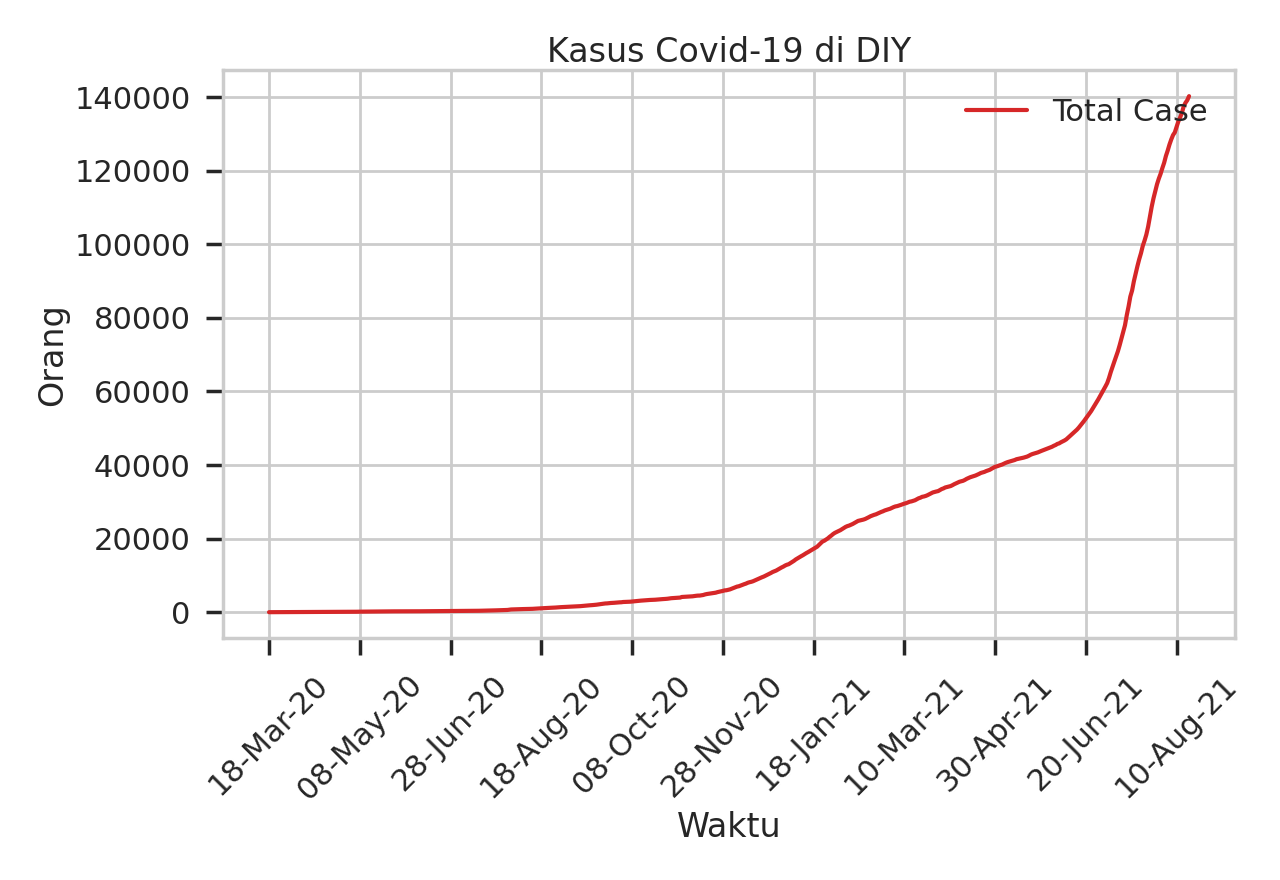 Kasus Covid-19 di DIY
Total Case
140000
120000
100000
80000
60000
40000
20000
0
Orang
18-Mar-20
08-May-20
28-Jun-20
18-Aug-20
08-Oct-20
28-Nov-20
18-Jan-21
10-Mar-21
30-Apr-21
20-Jun-21
10-Aug-21
Waktu